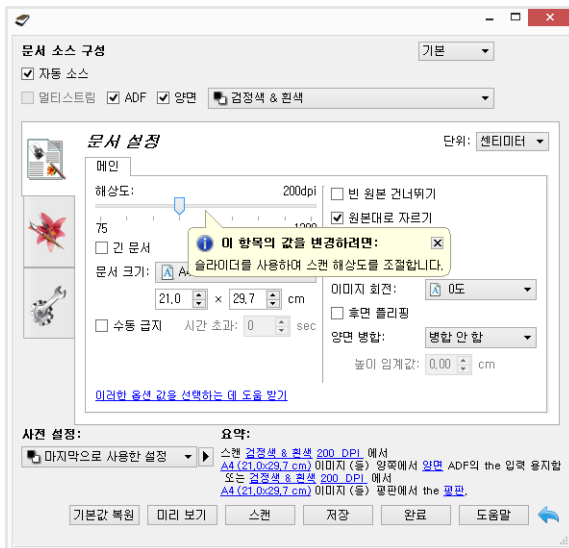 문서 소스 구성
기본
자동 소스
멀티스트림 ADF 양면 검정색 & 흰색
문서 설정
단위: 센티미터
메인
해상도: 200dpi
빈 원본 건너뛰기
75
원본대로 자르기
긴 문서
이 항목의 값을 변경하려면:
슬라이더를 사용하여 스캔 해상도를 조절합니다.
문서 크기:
21,0 × 29,7 cm
이미지 회전: 0도
후면 플리핑
수동 급지 시간 초과: 0 sec
양면 병합: 병합 안 함
높이 임계값: 0,00 cm
이러한 옵션 값을 선택하는 데 도움 받기
사전 설정:
요약:
마지막으로 사용한 설정
스캔 검정색 & 흰색 200 DPI 에서
A4 (21,0x29,7 cm) 이미지 (들) 양쪽에서 양면 ADF의 the 입력 용지함
또는 검정색 & 흰색 200 DPI 에서
A4 (21,0x29,7 cm) 이미지 (들) 평판에서 the 평판.
기본값 복원 미리 보기 스캔 저장 완료 도움말